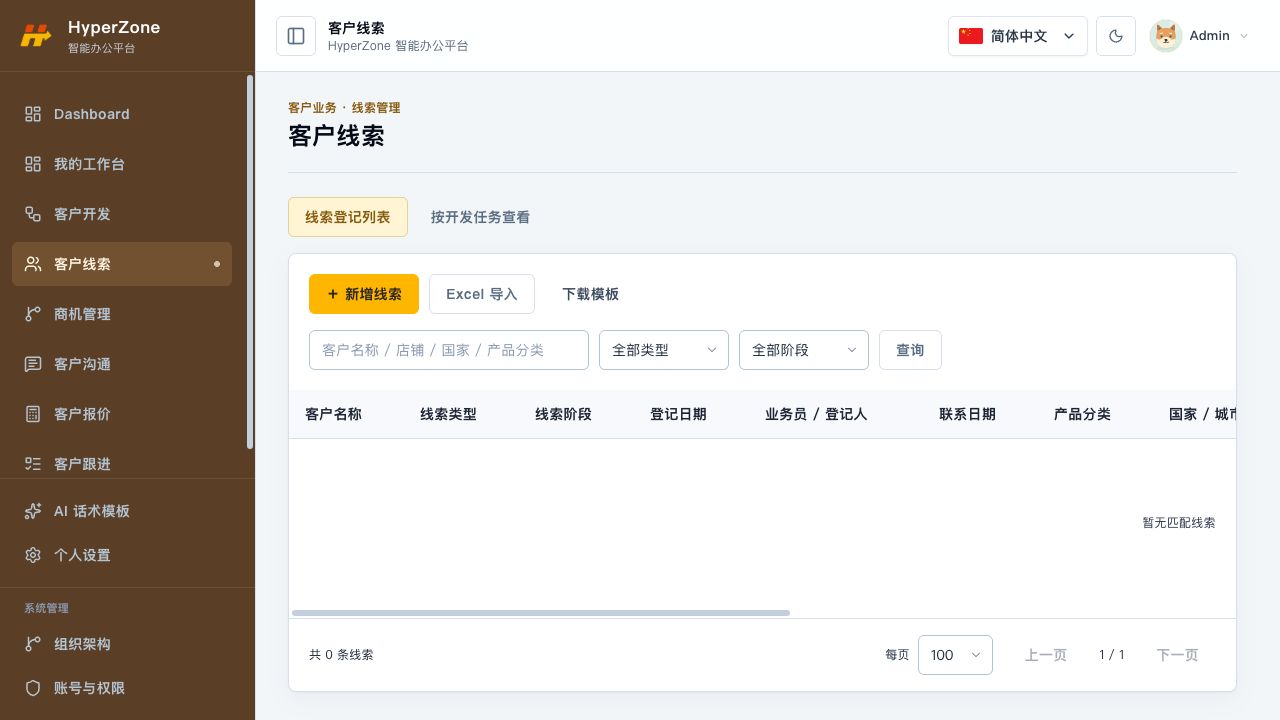 HyperZone
智能办公平台
Dashboard
我的工作台
客户开发
客户线索
商机管理
客户沟通
客户报价
客户跟进
AI 话术模板
个人设置
系统管理
组织架构
账号与权限
客户线索
HyperZone 智能办公平台
简体中文
Admin
客户业务 · 线索管理
客户线索
线索登记列表 按开发任务查看
+ 新增线索 Excel 导入 下载模板
客户名称 / 店铺 / 国家 / 产品分类 全部类型 全部阶段 查询
客户名称 线索类型 线索阶段 登记日期 业务员 / 登记人 联系日期 产品分类 国家 / 城市
暂无匹配线索
共 0 条线索 每页 100 上一页 1 / 1 下一页